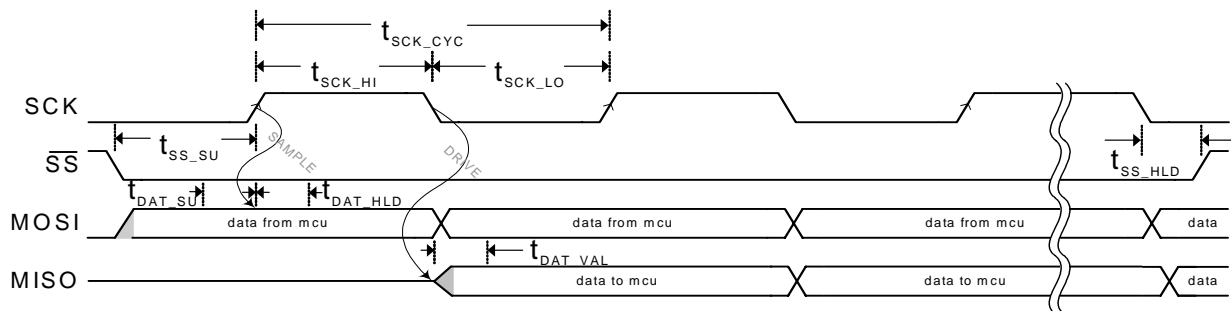 tSCK_CYC
tSCK_HI
tSCK_LO
SCK
SAMPLE
DRIVE
tSS_SU
tSS_HLD
SS
tDAT_SU
tDAT_HLD
MOSI
data from mcu
data from mcu
data from mcu
data
tDAT_VAL
MISO
data to mcu
data to mcu
data